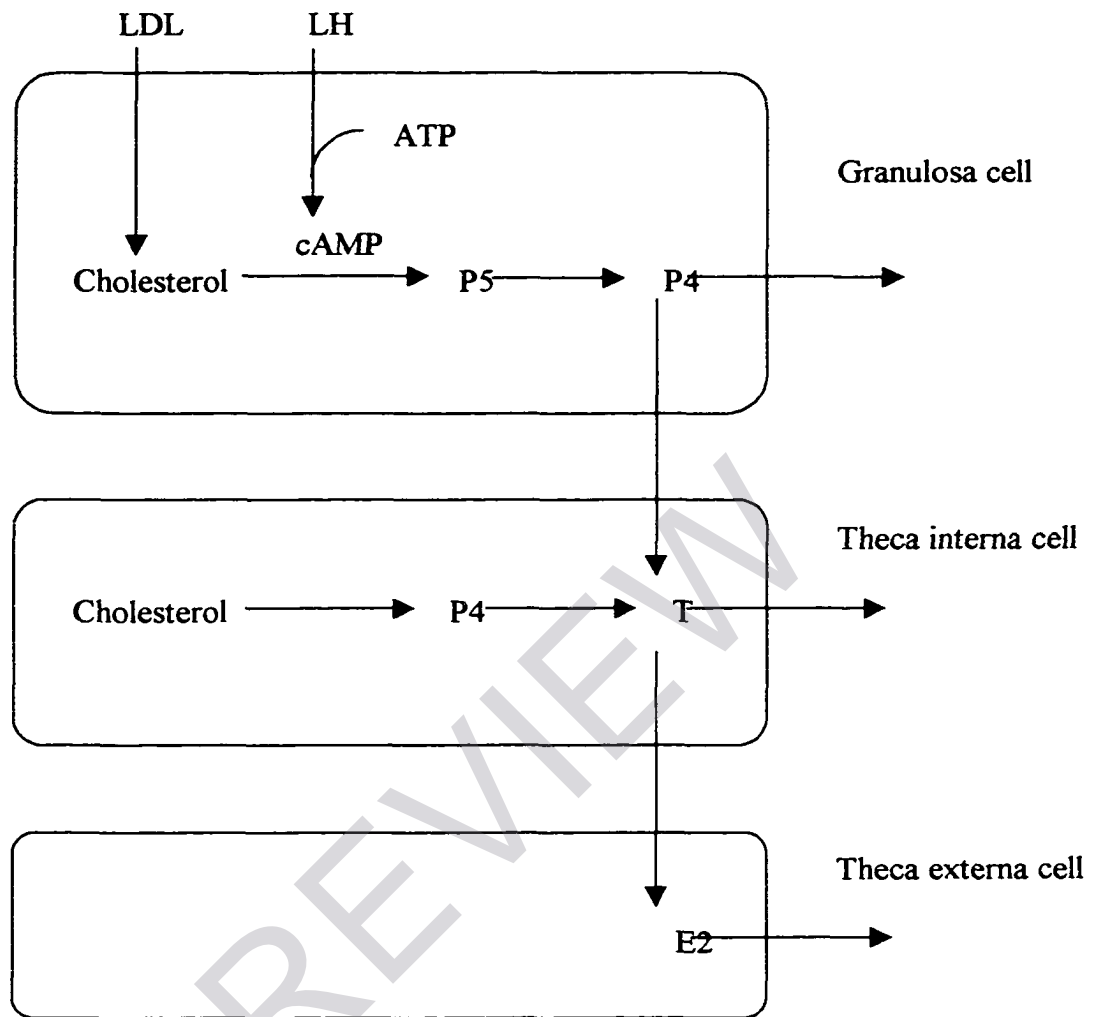 LDL LH
ATP
Granulosa cell
cAMP
Cholesterol P5 P4
Theca interna cell
Cholesterol P4 T
Theca externa cell
E2
REVIEW